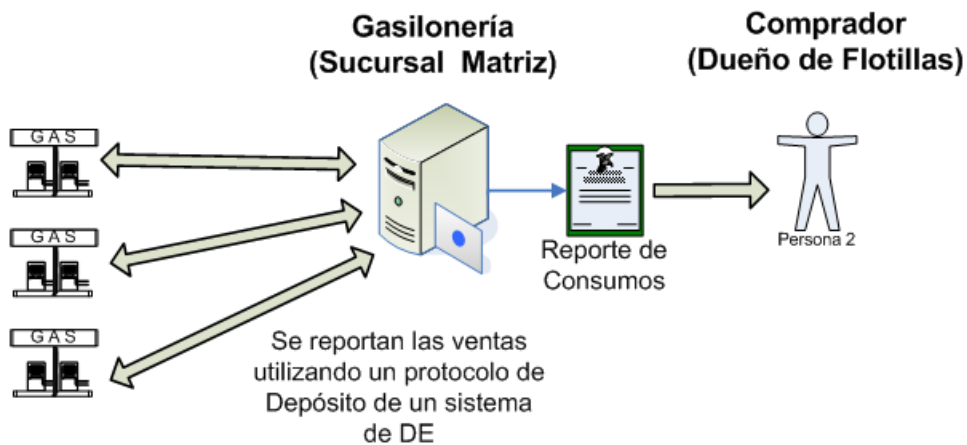 Gasilonería
(Sucursal Matriz)
Comprador
(Dueño de Flotillas)
GAS
GAS
GAS
Reporte de
Consumos
Persona 2
Se reportan las ventas
utilizando un protocolo de
Depósito de un sistema
de DE